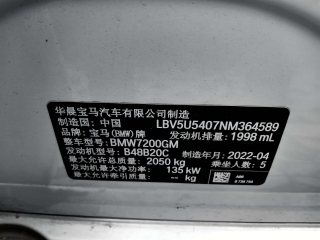 华晨宝马汽车有限公司制造
制造国：中国 LBV5U5407NM364589
品牌：宝马(BMW)牌 发动机排量：1998 mL
整车型号：BMW7200GM
发动机型号：B48B20C 制造年月：2022-04
最大允许总质量：2050 kg 乘坐人数：5
发动机最大净功率：135 kW
最大允许牵引质量： kg